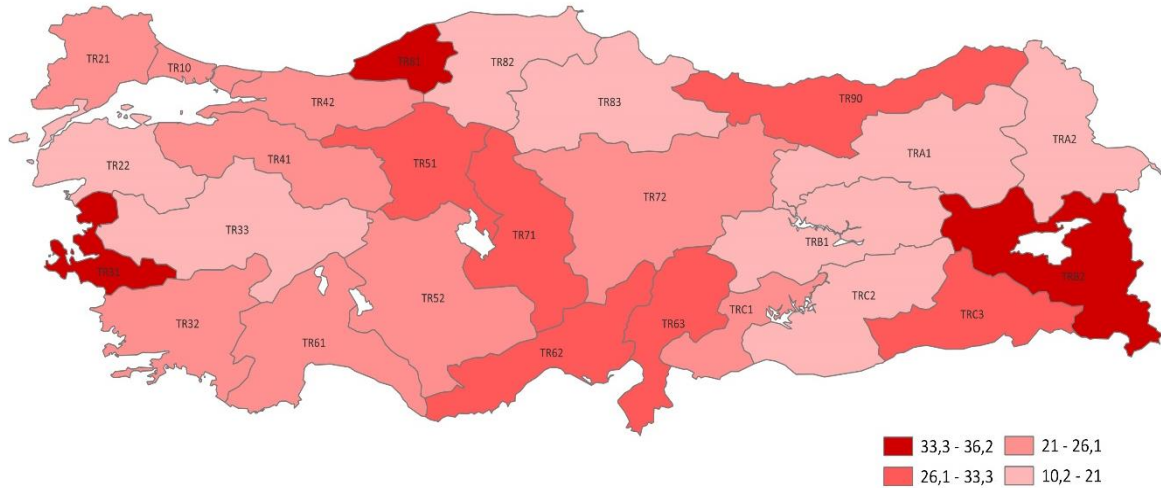 TR21
TR10
TR81
TR82
TR42
TR83
TR90
TRA1
TRA2
TR22
TR41
TR51
TR72
TR33
TR71
TRB1
TRB2
TR31
TR52
TRC2
TRC1
TRC3
TR32
TR61
TR62
TR63
33,3 - 36,2
21 - 26,1
26,1 - 33,3
10,2 - 21